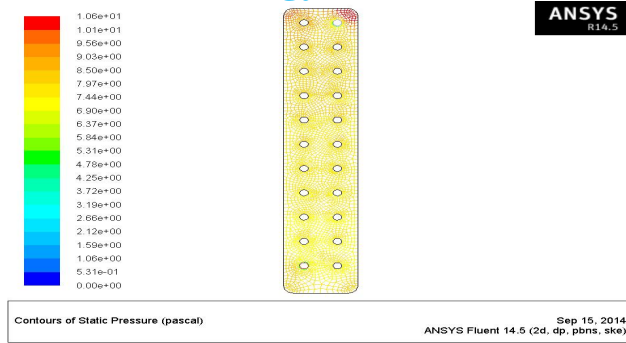 1.06e+01
1.01e+01
9.56e+00
9.03e+00
8.50e+00
7.97e+00
7.44e+00
6.90e+00
6.37e+00
5.84e+00
5.31e+00
4.78e+00
4.25e+00
3.72e+00
3.19e+00
2.66e+00
2.12e+00
1.59e+00
1.06e+00
5.31e-01
0.00e+00
ANSYS
R14.5
Contours of Static Pressure (pascal)
Sep 15, 2014
ANSYS Fluent 14.5 (2d, dp, pbns, ske)